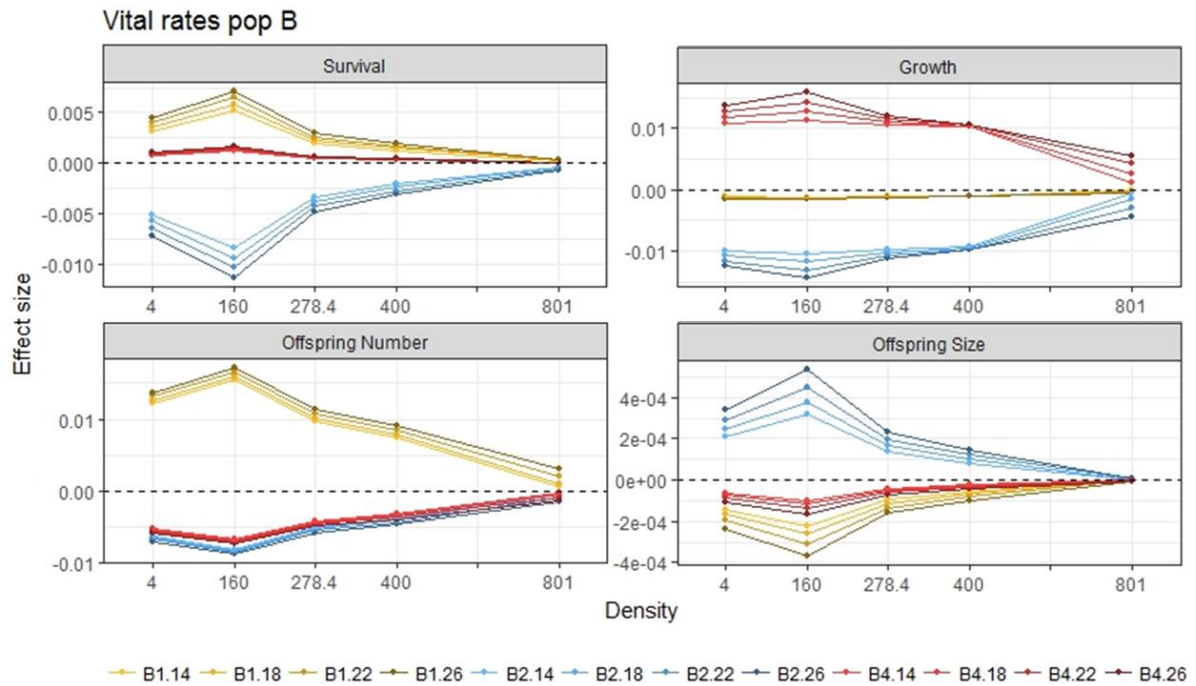 Vital rates pop B
Survival
Growth
0.005
0.000
-0.005
-0.010
4 160 278.4 400 801
0.01
0.00
-0.01
4 160 278.4 400 801
Effect size
Offspring Number
Offspring Size
0.01
0.00
-0.01
4 160 278.4 400 801
4e-04
2e-04
0e+00
-2e-04
-4e-04
4 160 278.4 400 801
Density
B1.14 B1.18 B1.22 B1.26 B2.14 B2.18 B2.22 B2.26 B4.14 B4.18 B4.22 B4.26